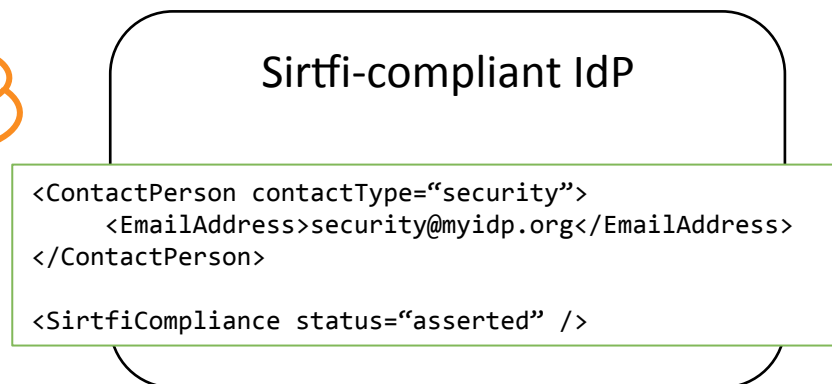 Sirtfi-compliant IdP
<ContactPerson contactType=“security”>
<EmailAddress>security@myidp.org</EmailAddress>
</ContactPerson>
<SirtfiCompliance status=“asserted” />